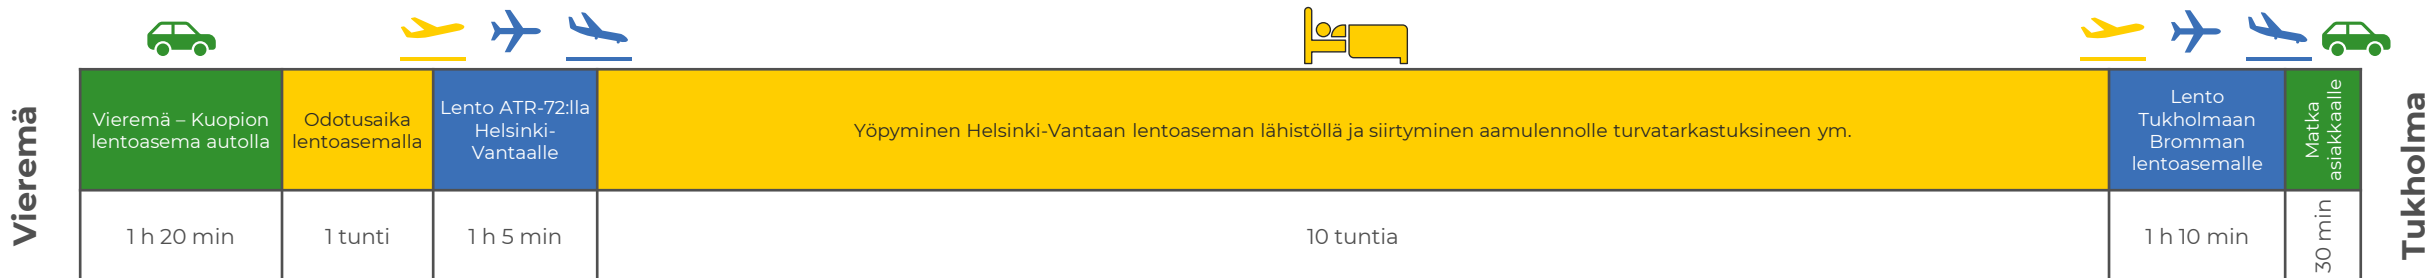 Vieremä
Vieremä – Kuopion
lentoasema autolla
Odotusaika
lentoasemalla
Lento ATR-72:lla
Helsinki-
Vantaalle
Yöpyminen Helsinki-Vantaan lentoaseman lähistöllä ja siirtyminen aamulennolle turvatarkastuksineen ym.
Lento
Tukholmaan
Bromman
lentoasemalle
Matka
asiakkaalle
1 h 20 min
1 tunti
1 h 5 min
10 tuntia
1 h 10 min
30 min
Tukholma